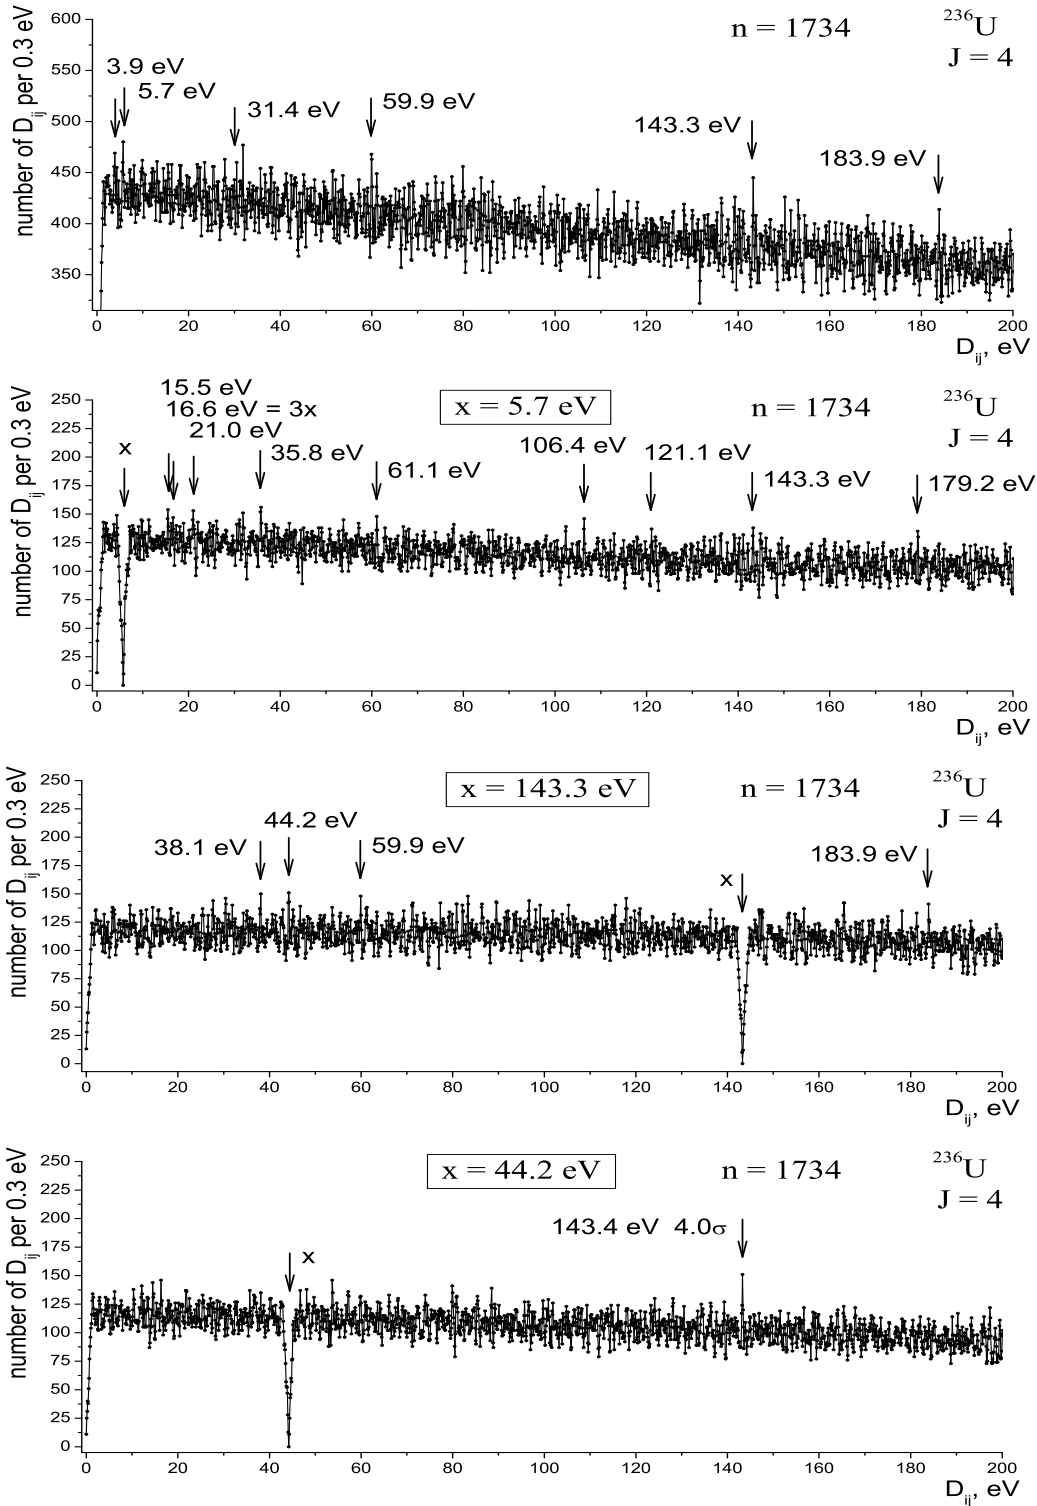 600
550
500
450
400
350
number of Dij per 0.3 eV
n = 1734
236U
J = 4
3.9 eV
5.7 eV
31.4 eV
59.9 eV
143.3 eV
183.9 eV
0 20 40 60 80 100 120 140 160 180 200
Dij, eV
250
225
200
175
150
125
100
75
50
25
0
number of Dij per 0.3 eV
x = 5.7 eV
n = 1734
236U
J = 4
15.5 eV
16.6 eV = 3x
21.0 eV
x
35.8 eV
61.1 eV
106.4 eV
121.1 eV
143.3 eV
179.2 eV
0 20 40 60 80 100 120 140 160 180 200
Dij, eV
250
225
200
175
150
125
100
75
50
25
0
number of Dij per 0.3 eV
x = 143.3 eV
n = 1734
236U
J = 4
38.1 eV
44.2 eV
59.9 eV
x
183.9 eV
0 20 40 60 80 100 120 140 160 180 200
Dij, eV
250
225
200
175
150
125
100
75
50
25
0
number of Dij per 0.3 eV
x = 44.2 eV
n = 1734
236U
J = 4
143.4 eV 4.0σ
x
0 20 40 60 80 100 120 140 160 180 200
Dij, eV